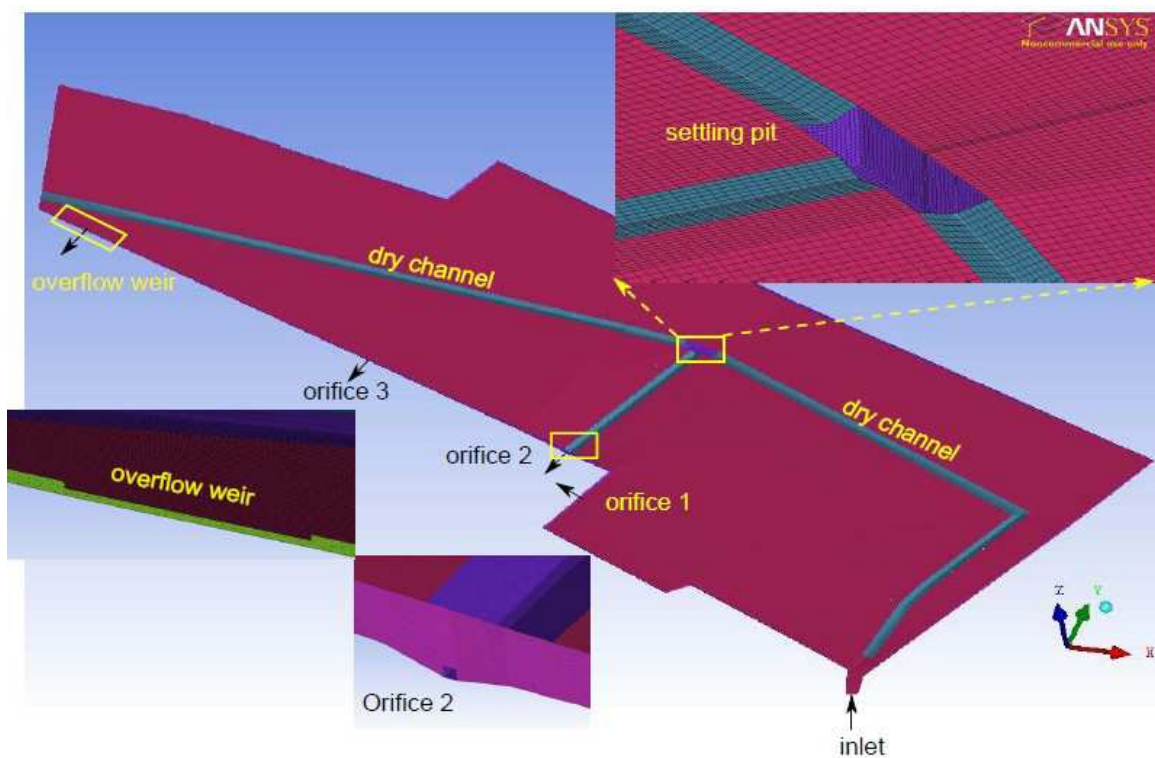 ANSYS
Noncommercial use only
settling pit
dry channel
overflow weir
orifice 3
dry channel
orifice 2
overflow weir
orifice 1
Z
Y
X
Orifice 2
inlet